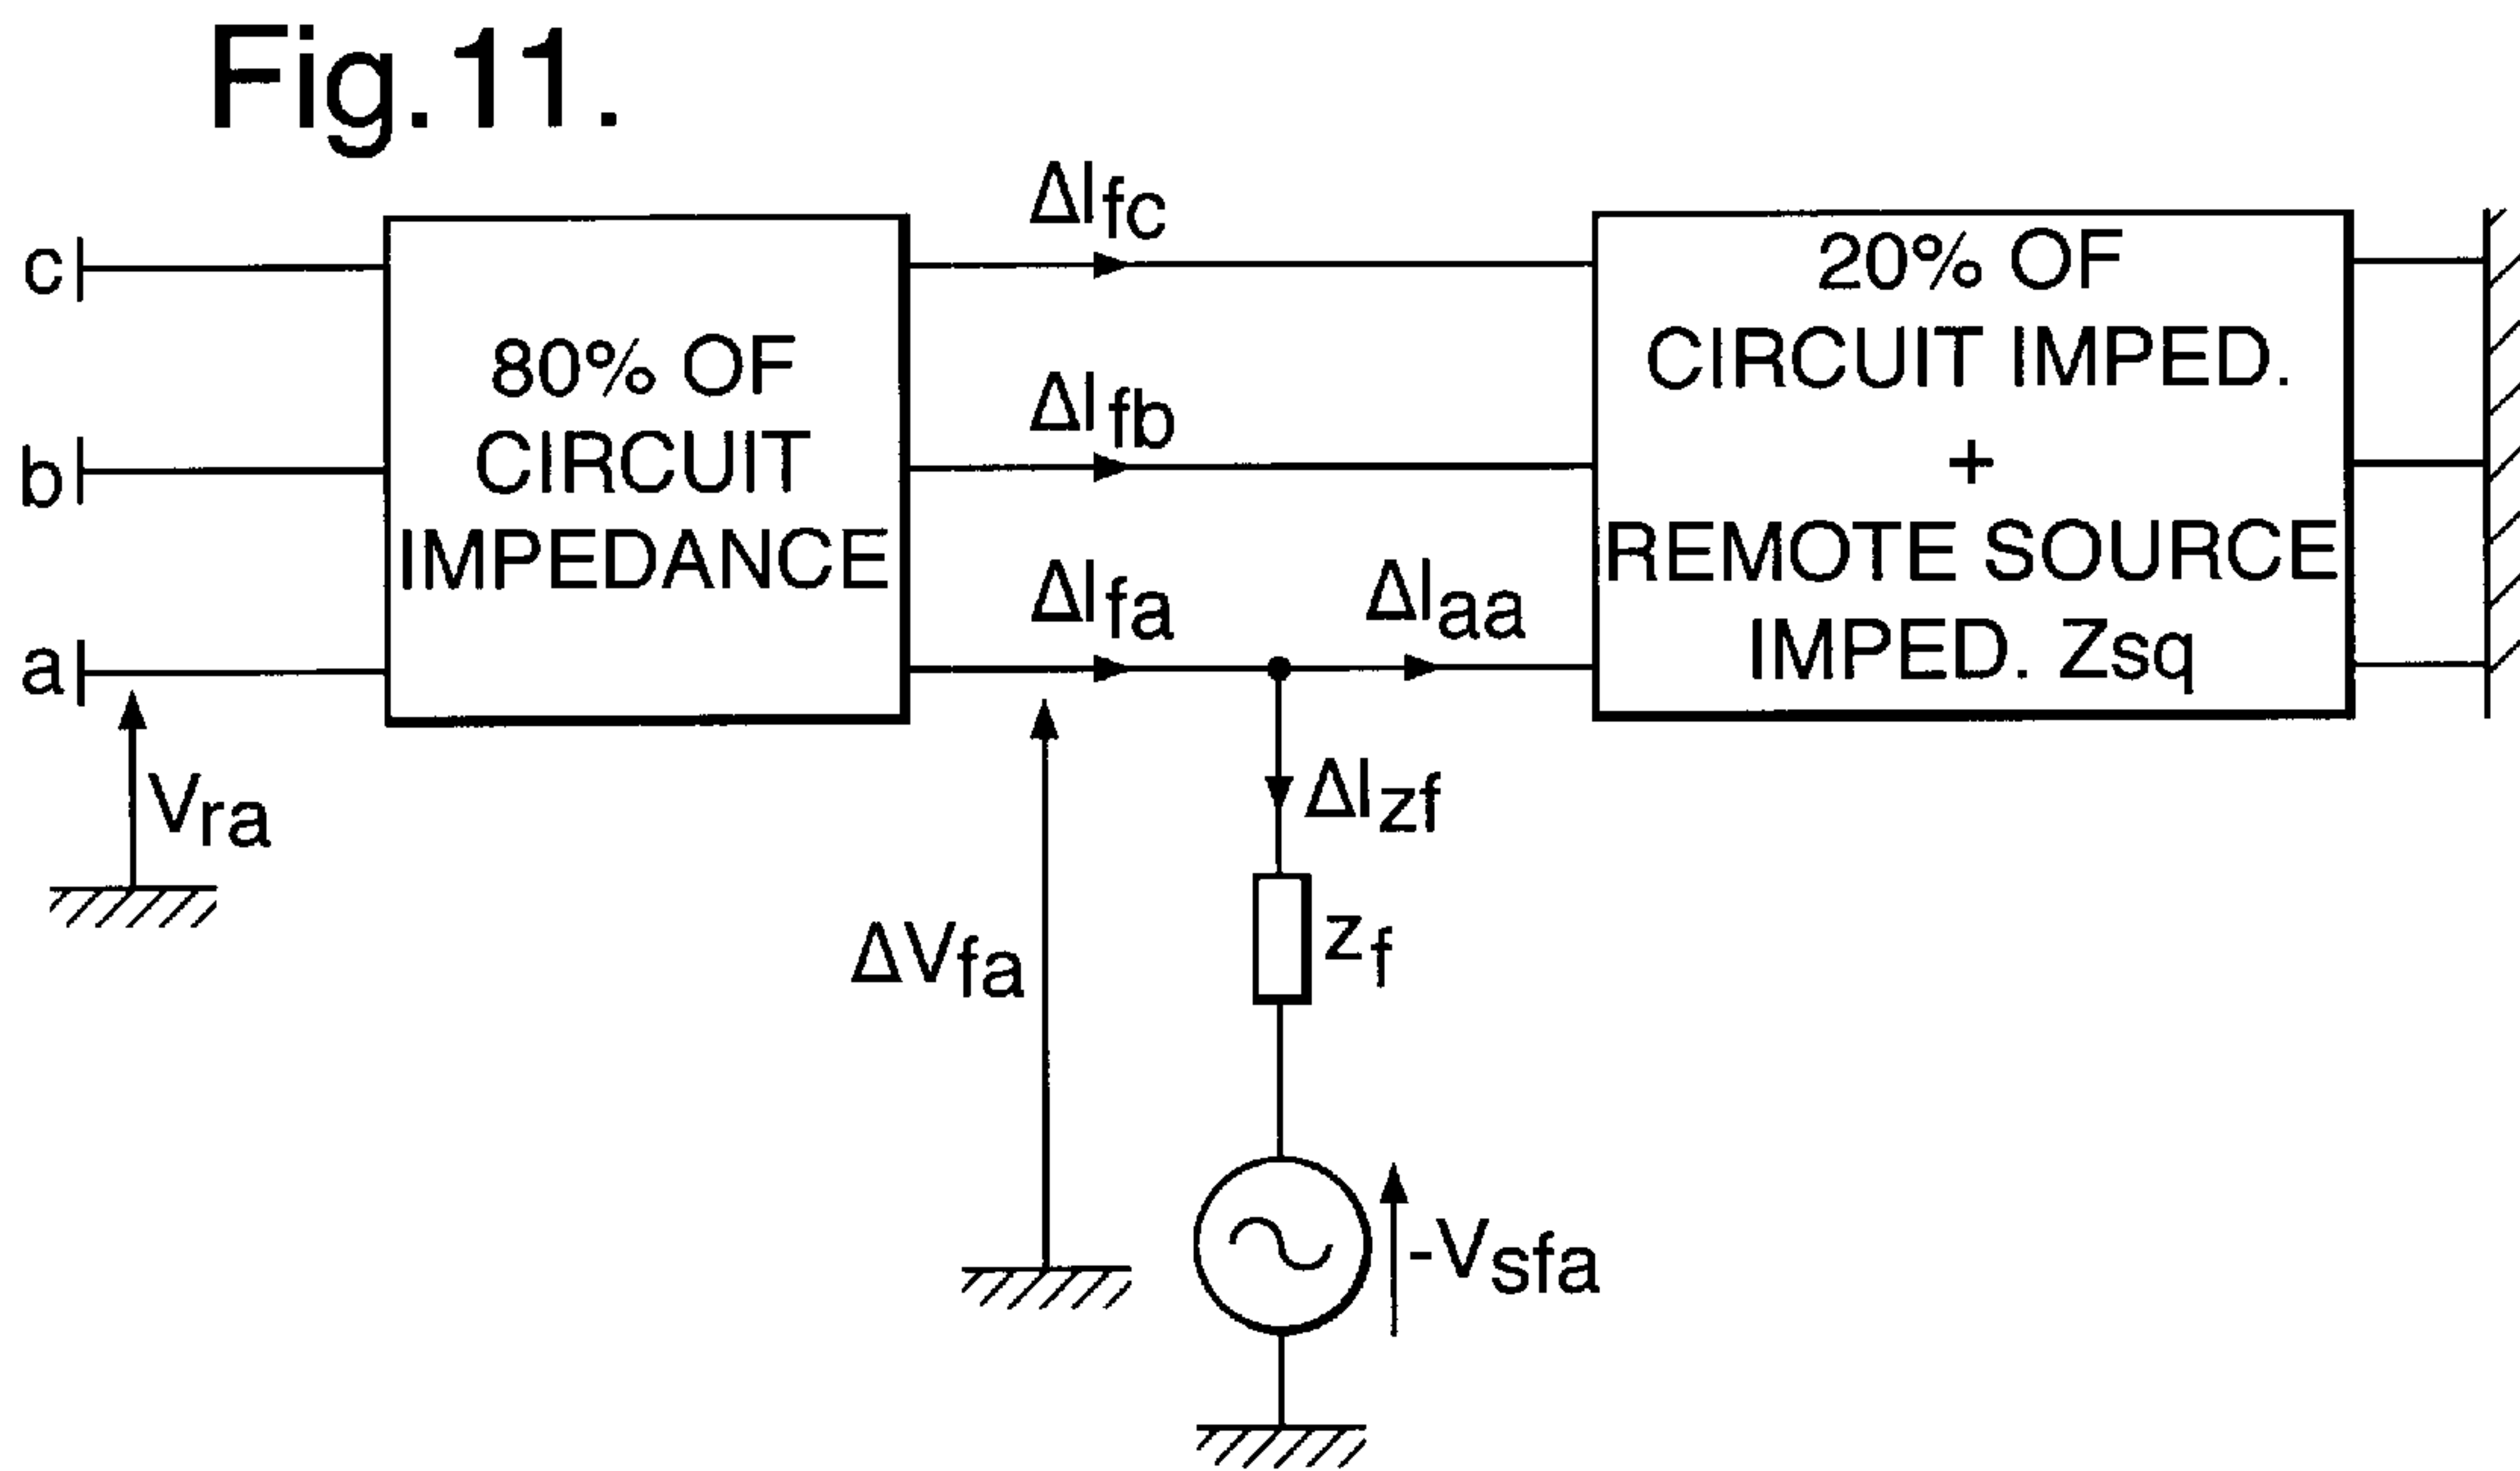 Fig.11.
ΔIfc
c
80% OF
CIRCUIT
IMPEDANCE
20% OF
CIRCUIT IMPED.
+
REMOTE SOURCE
IMPED. Zsq
ΔIfb
b
ΔIfa
ΔIaa
a
Vra
ΔIzf
ΔVfa
zf
-Vsfa